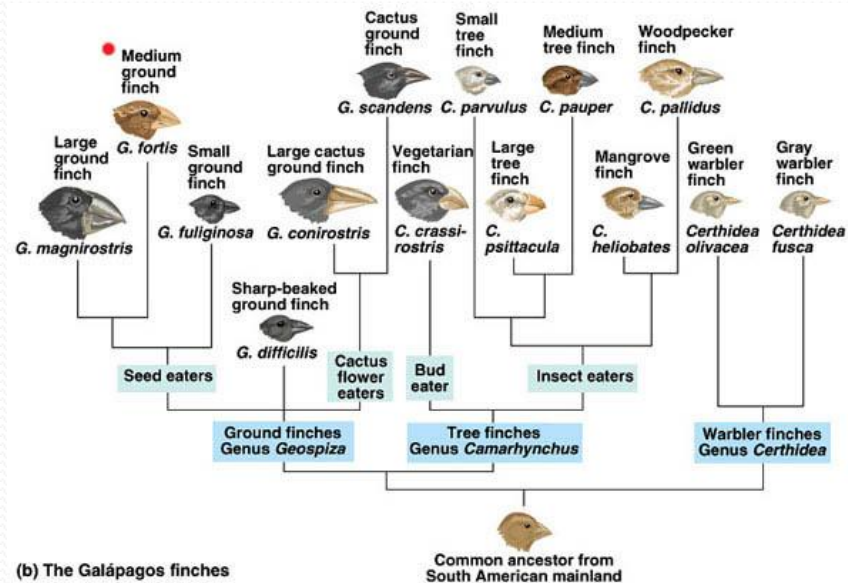 Cactus
ground
finch
G. scandens
Small
tree
finch
C. parvulus
Medium
tree finch
C. pauper
Woodpecker
finch
C. pallidus
Medium
ground
finch
G. fortis
Large
ground
finch
G. magnirostris
Small
ground
finch
G. fuliginosa
Large cactus
ground finch
G. conirostris
Vegetarian
finch
C. crassi-
rostris
Large
tree
finch
C.
psittacula
Mangrove
finch
C.
heliobates
Green
warbler
finch
Certhidea
olivacea
Gray
warbler
finch
Certhidea
fusca
Sharp-beaked
ground finch
G. difficilis
Seed eaters
Cactus
flower
eaters
Bud
eater
Insect eaters
Ground finches
Genus Geospiza
Tree finches
Genus Camarhynchus
Warbler finches
Genus Certhidea
Common ancestor from
South American mainland
(b) The Galápagos finches